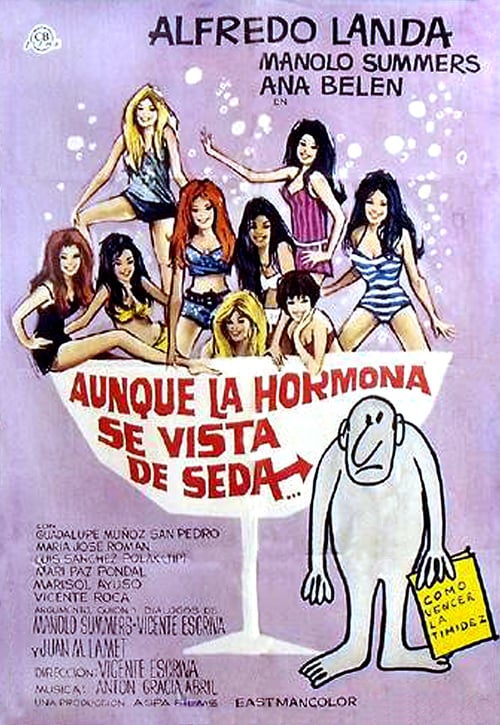 CB
ALFREDO LANDA
MANOLO SUMMERS
ANA BELEN
EN
AUNQUE LA HORMONA
SE VISTA
DE SEDA...
CON
GUADALUPE MUÑOZ SAN PEDRO
MARIA JOSE ROMAN
LUIS SANCHEZ POLAK (TIP)
MARI PAZ PONDAL
MARISOL AYUSO
VICENTE ROCA
ARGUMENTO, GUION Y DIALOGOS DE
MANOLO SUMMERS-VICENTE ESCRIVA
Y JUAN M. LAMET
DIRECCION: VICENTE ESCRIVA
MUSICA: ANTON GRACIA ABRIL
UNA PRODUCCION ASPA FILMS
EASTMANCOLOR
COMO
VENCER
LA
TIMIDEZ